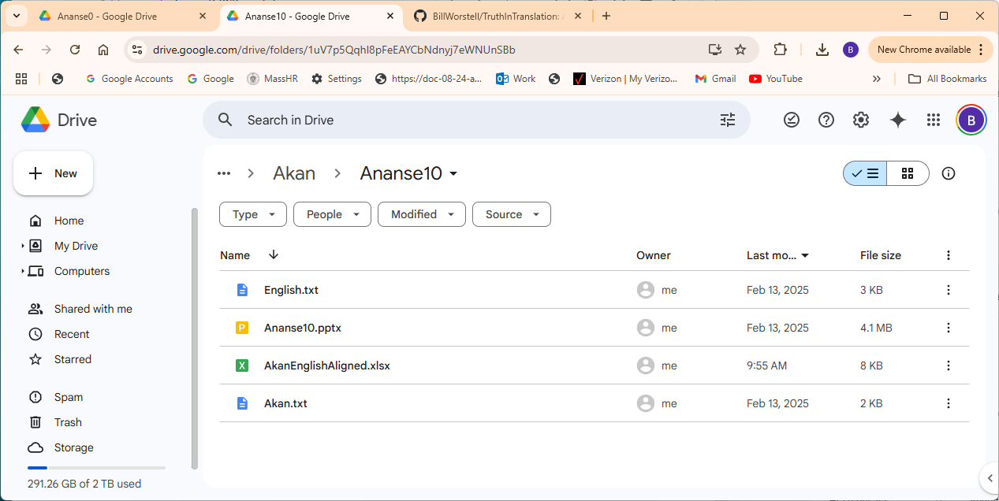 Ananse0 - Google Drive
Ananse10 - Google Drive
BillWorstell/TruthInTranslation:
drive.google.com/drive/folders/1uV7p5QqhI8pFeEAYCbNdnyj7eWNUnSBb
B
New Chrome available
Google Accounts
Google
MassHR
Settings
https://doc-08-24-a...
Work
Verizon | My Verizo...
Gmail
YouTube
All Bookmarks
Drive
Search in Drive
B
New
Akan
Ananse10
Type
People
Modified
Source
Home
My Drive
Computers
Shared with me
Recent
Starred
Spam
Trash
Storage
291.26 GB of 2 TB used
Name Owner Last mo... File size
English.txt me Feb 13, 2025 3 KB
P Ananse10.pptx me Feb 13, 2025 4.1 MB
X AkanEnglishAligned.xlsx me 9:55 AM 8 KB
Akan.txt me Feb 13, 2025 2 KB